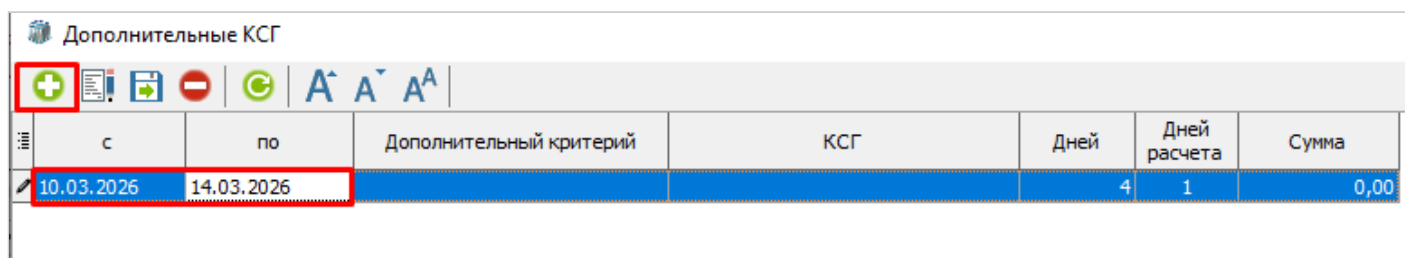 Дополнительные КСГ
A A A^A
с по Дополнительный критерий КСГ Дней Дней расчета Сумма
10.03.2026 14.03.2026 4 1 0,00